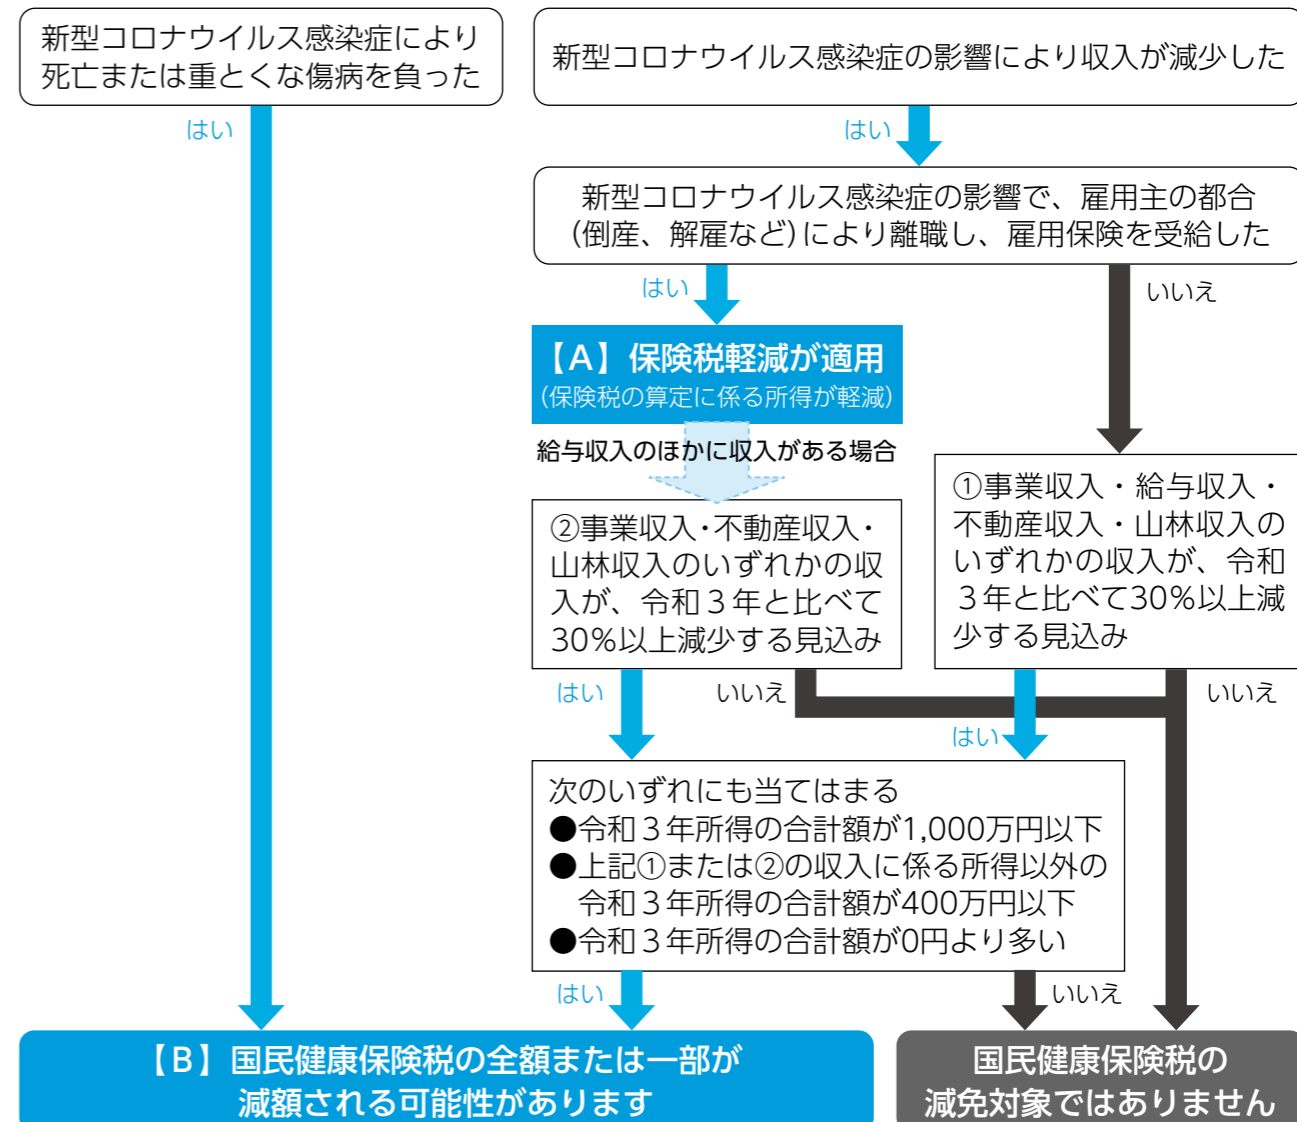 新型コロナウイルス感染症により
死亡または重とくな傷病を負った
はい
新型コロナウイルス感染症の影響により収入が減少した
はい
新型コロナウイルス感染症の影響で、雇用主の都合
(倒産、解雇など)により離職し、雇用保険を受給した
はい
いいえ
【A】保険税軽減が適用
(保険税の算定に係る所得が軽減)
給与収入のほかに収入がある場合
②事業収入・不動産収入・
山林収入のいずれかの収
入が、令和3年と比べて
30%以上減少する見込み
①事業収入・給与収入・
不動産収入・山林収入の
いずれかの収入が、令和
3年と比べて30%以上減
少する見込み
はい
いいえ
はい
いいえ
次のいずれにも当てはまる
●令和3年所得の合計額が1,000万円以下
●上記①または②の収入に係る所得以外の
令和3年所得の合計額が400万円以下
●令和3年所得の合計額が0円より多い
はい
いいえ
【B】国民健康保険税の全額または一部が
減額される可能性があります
国民健康保険税の
減免対象ではありません